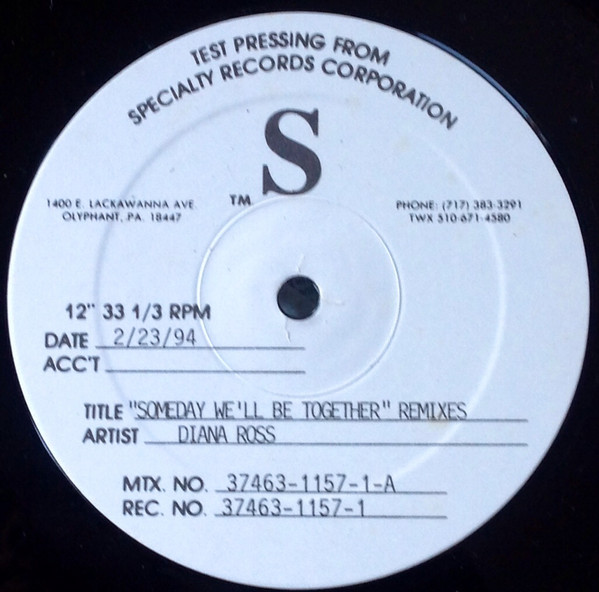 TEST PRESSING FROM
SPECIALTY RECORDS CORPORATION
S
TM
1400 E. LACKAWANNA AVE.
OLYPHANT, PA. 18447
PHONE: (717) 383-3291
TWX 510-671-4580
12" 33 1/3 RPM
DATE 2/23/94
ACC'T
TITLE "SOMEDAY WE'LL BE TOGETHER" REMIXES
ARTIST DIANA ROSS
MTX. NO. 37463-1157-1-A
REC. NO. 37463-1157-1